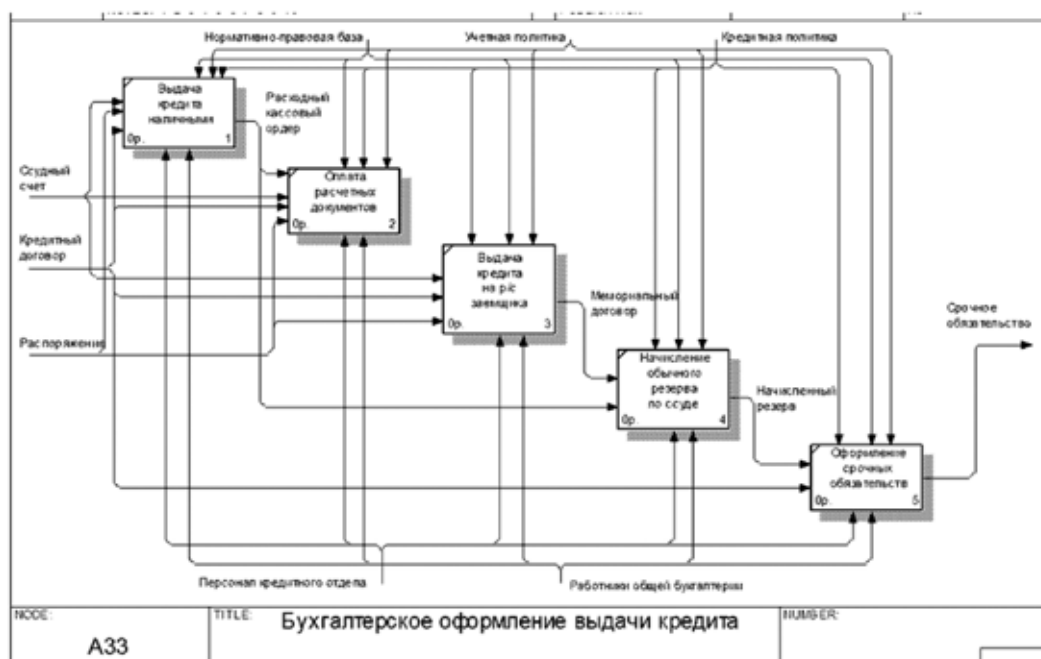 Нормативно-правовая база
Учетная политика
Кредитная политика
Выдача
кредита
наличными
0р.
1
Расходный
кассовый
ордер
Ссудный
счет
Оплата
расчетных
документов
0р.
2
Кредитный
договор
Выдача
кредита
на р/с
заемщика
0р.
3
Мемориальный
договор
Срочное
обязательство
Распоряжение
Начисление
обычного
резерва
по ссуде
0р.
4
Начисленный
резерв
Оформление
срочных
обязательств
0р.
5
Персонал кредитного отдела
Работники общей бухгалтерии
NODE:
TITLE:
Бухгалтерское оформление выдачи кредита
NUMBER:
A33